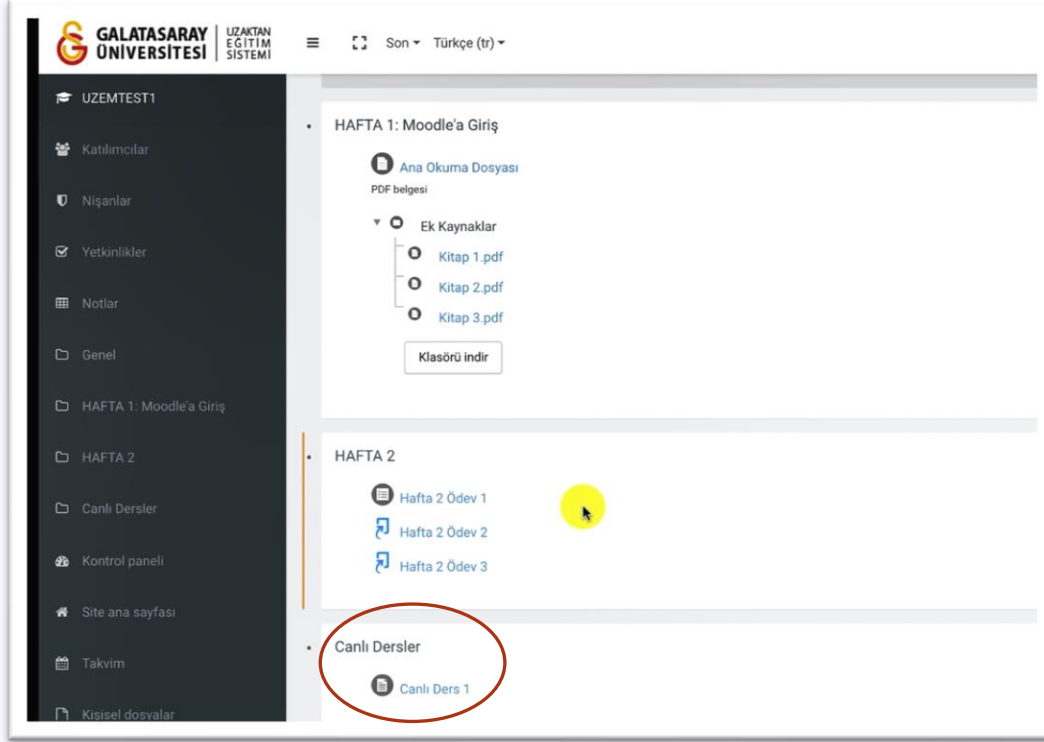 GALATASARAY
ÜNİVERSİTESİ
UZAKTAN
EĞİTİM
SİSTEMİ
Son
Türkçe (tr)
UZEMTEST1
Katılımcılar
Nişanlar
Yetkinlikler
Notlar
Genel
HAFTA 1: Moodle'a Giriş
HAFTA 2
Canlı Dersler
Kontrol paneli
Site ana sayfası
Takvim
Kişisel dosyalar
HAFTA 1: Moodle'a Giriş
Ana Okuma Dosyası
PDF belgesi
Ek Kaynaklar
Kitap 1.pdf
Kitap 2.pdf
Kitap 3.pdf
Klasörü indir
HAFTA 2
Hafta 2 Ödev 1
Hafta 2 Ödev 2
Hafta 2 Ödev 3
Canlı Dersler
Canlı Ders 1